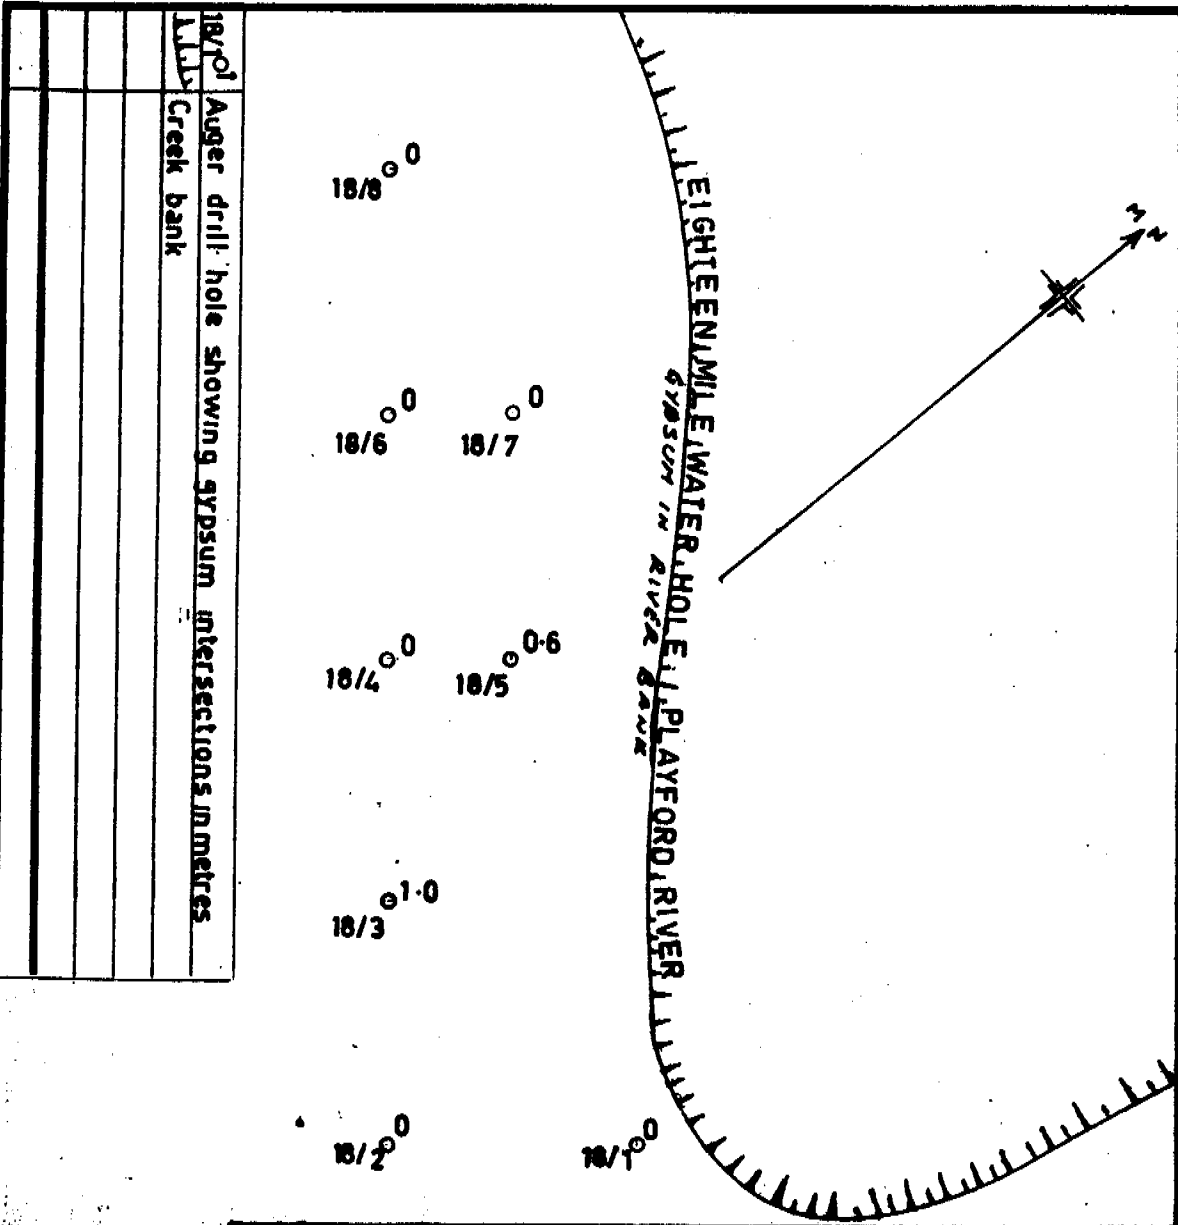 18/1 0 Auger drill hole showing gypsum intersections in metres
Creek bank
18/8 0
18/6 0
18/7 0
18/4 0
18/5 0·6
18/3 1·0
18/2 0
18/1 0
EIGHTEEN MILE WATER HOLE, PLAYFORD RIVER
GYPSUM IN RIVER BANK